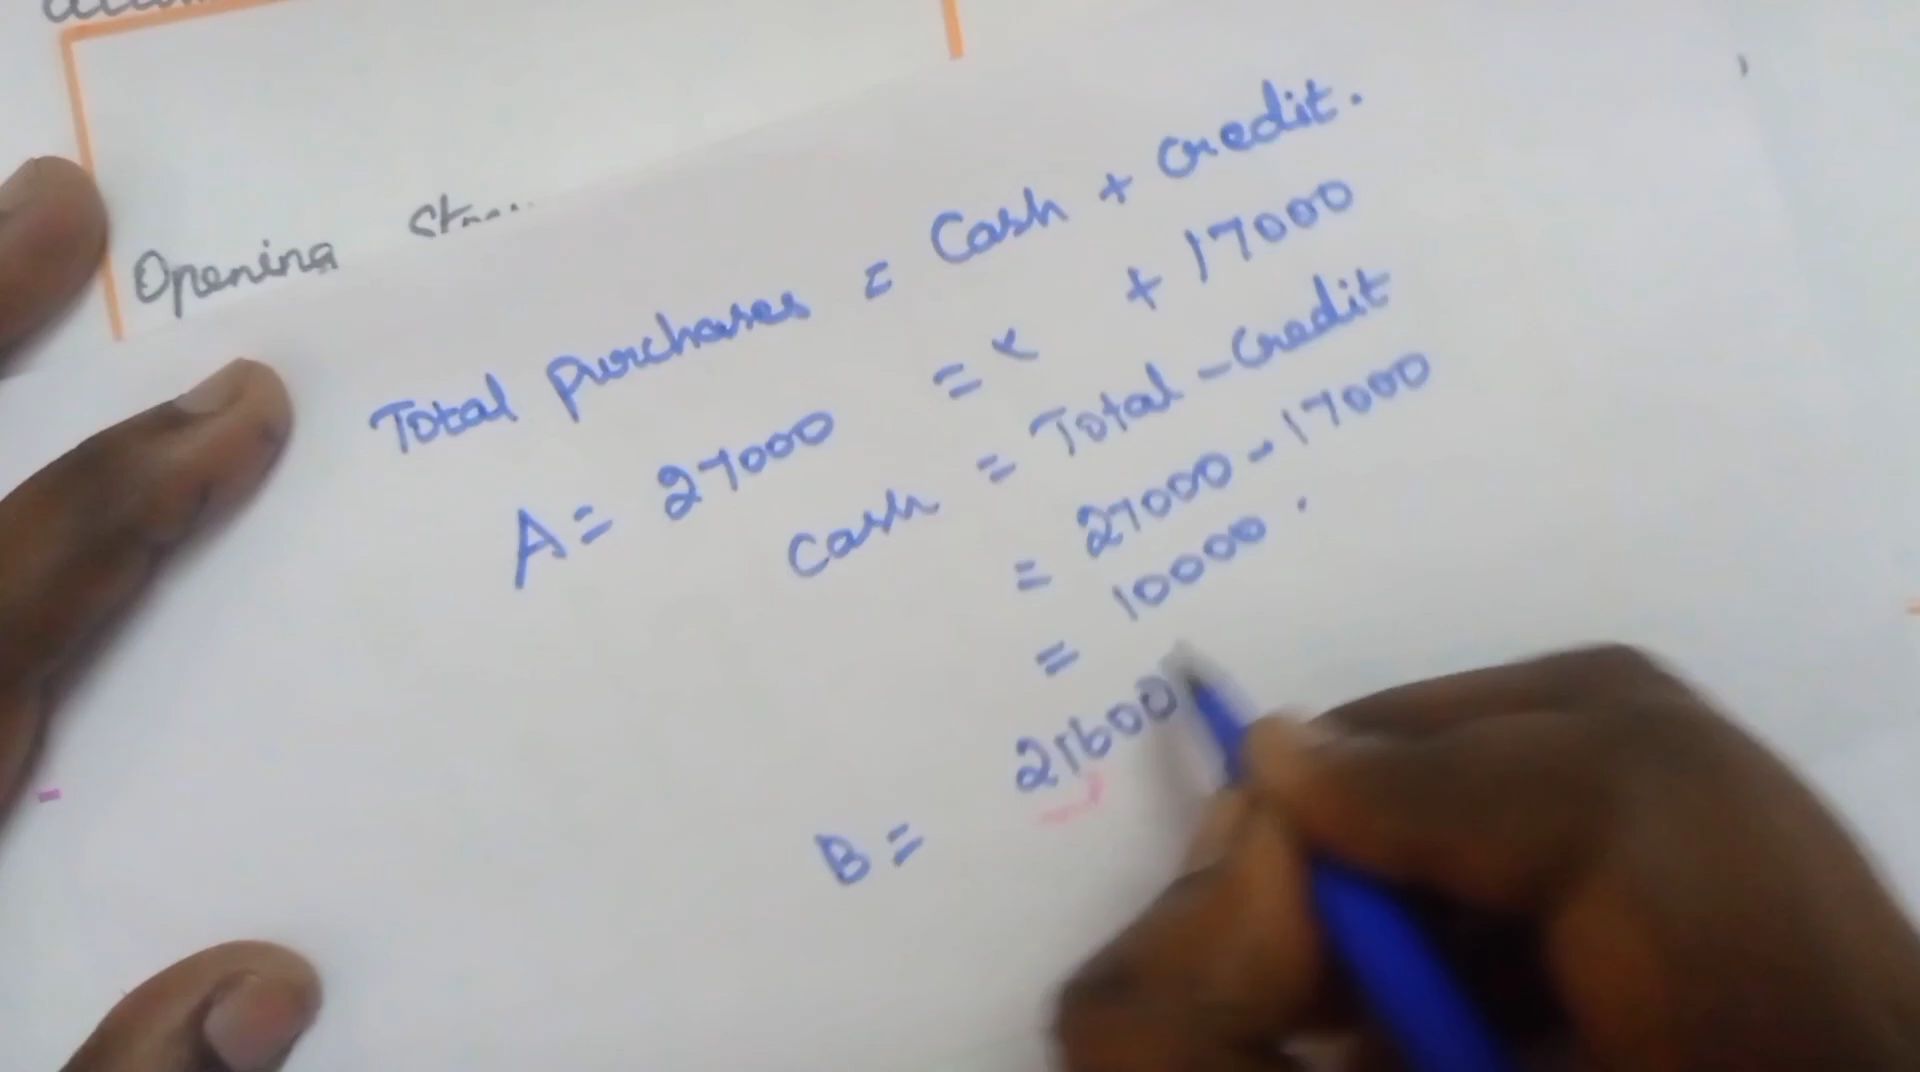 Opening
Total purchases = Cash + Credit.
A = 27000 = x + 17000
Cash = Total - Credit
= 27000 - 17000
= 10000.
B = 21600